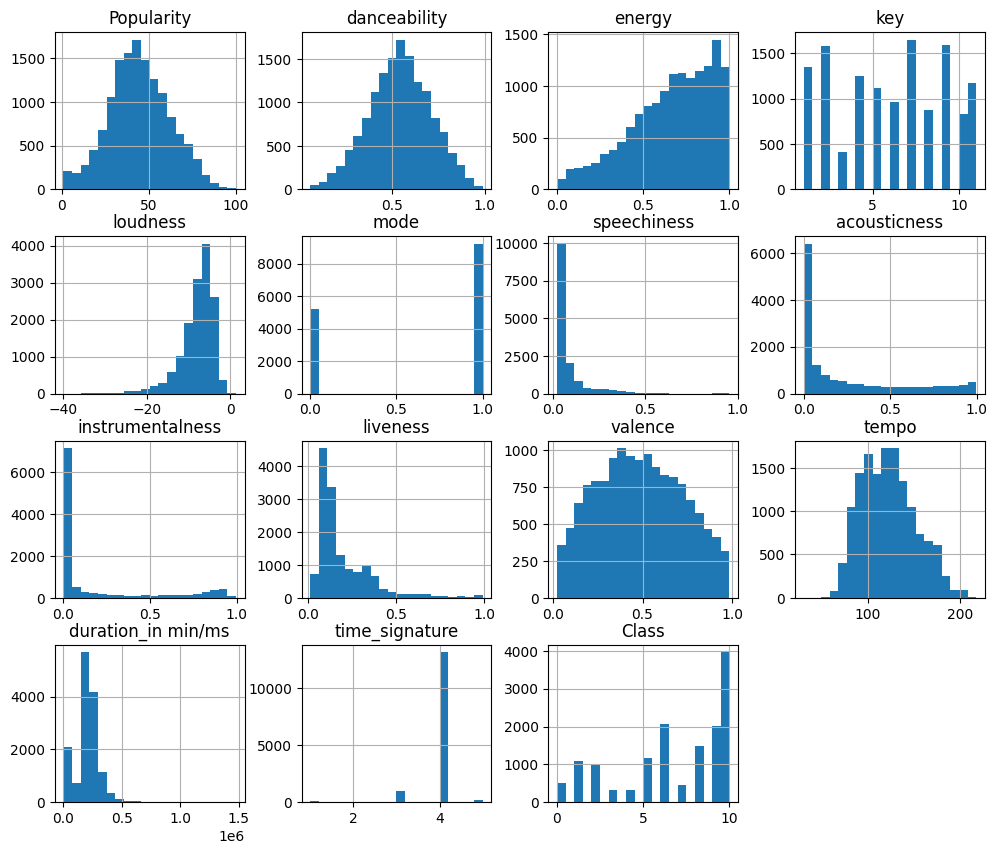 Popularity
1500
1000
500
0
0 50 100
danceability
1500
1000
500
0
0.5 1.0
energy
1500
1000
500
0
0.0 0.5 1.0
key
1500
1000
500
0
5 10
loudness
4000
3000
2000
1000
0
−40 −20 0
mode
8000
6000
4000
2000
0
0.0 0.5 1.0
speechiness
10000
7500
5000
2500
0
0.5 1.0
acousticness
6000
4000
2000
0
0.0 0.5 1.0
instrumentalness
6000
4000
2000
0
0.0 0.5 1.0
liveness
4000
3000
2000
1000
0
0.0 0.5 1.0
valence
1000
750
500
250
0
0.0 0.5 1.0
tempo
1500
1000
500
0
100 200
duration_in min/ms
4000
2000
0
0.0 0.5 1.0 1.5
1e6
time_signature
10000
5000
0
2 4
Class
4000
3000
2000
1000
0
0 5 10